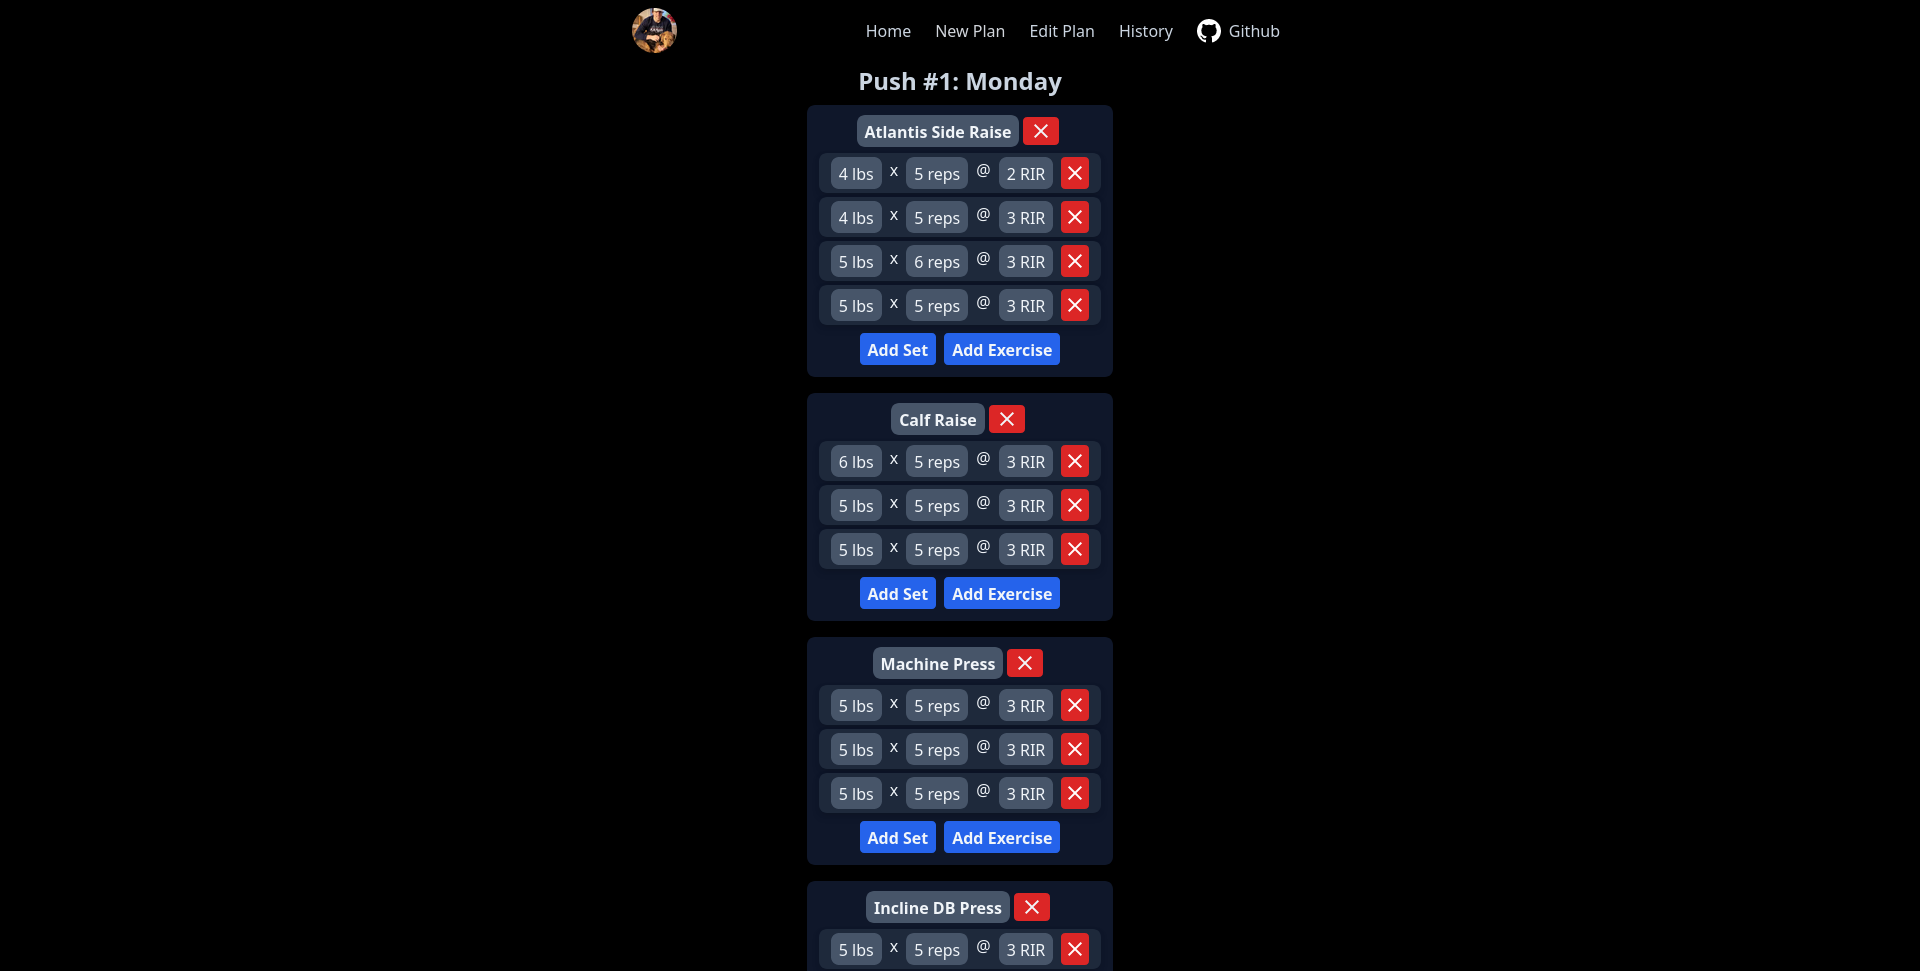 Home New Plan Edit Plan History Github
Push #1: Monday
Atlantis Side Raise
4 lbs x 5 reps @ 2 RIR
4 lbs x 5 reps @ 3 RIR
5 lbs x 6 reps @ 3 RIR
5 lbs x 5 reps @ 3 RIR
Add Set Add Exercise
Calf Raise
6 lbs x 5 reps @ 3 RIR
5 lbs x 5 reps @ 3 RIR
5 lbs x 5 reps @ 3 RIR
Add Set Add Exercise
Machine Press
5 lbs x 5 reps @ 3 RIR
5 lbs x 5 reps @ 3 RIR
5 lbs x 5 reps @ 3 RIR
Add Set Add Exercise
Incline DB Press
5 lbs x 5 reps @ 3 RIR